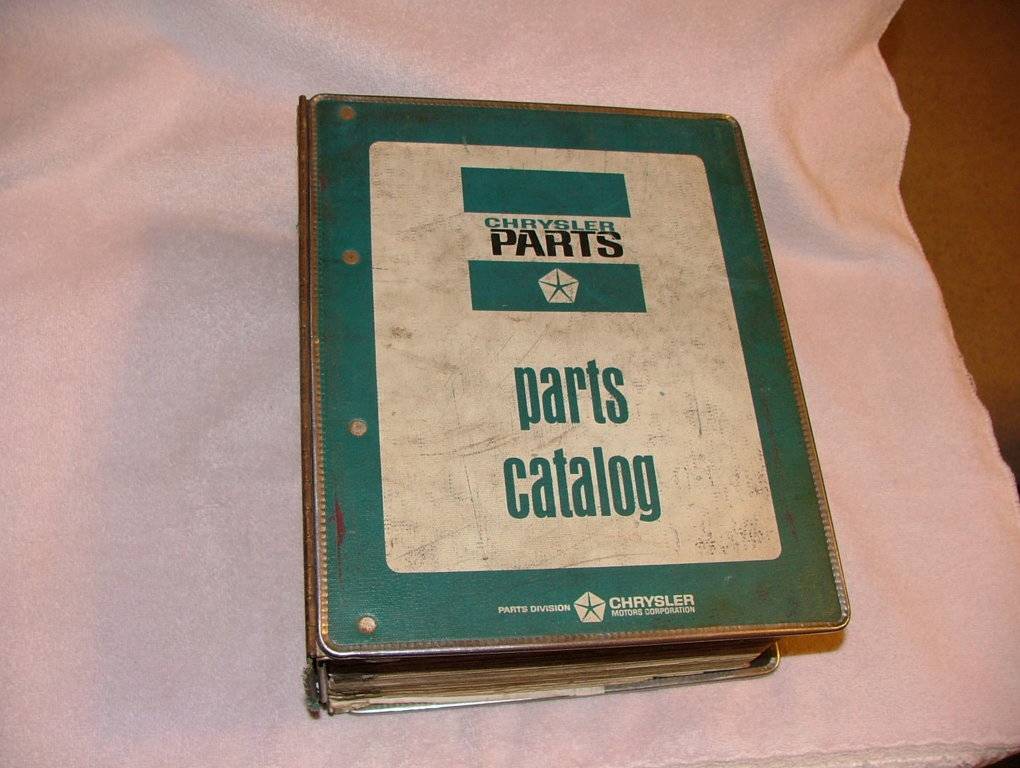 CHRYSLER
PARTS
parts
catalog
PARTS DIVISION CHRYSLER
MOTORS CORPORATION